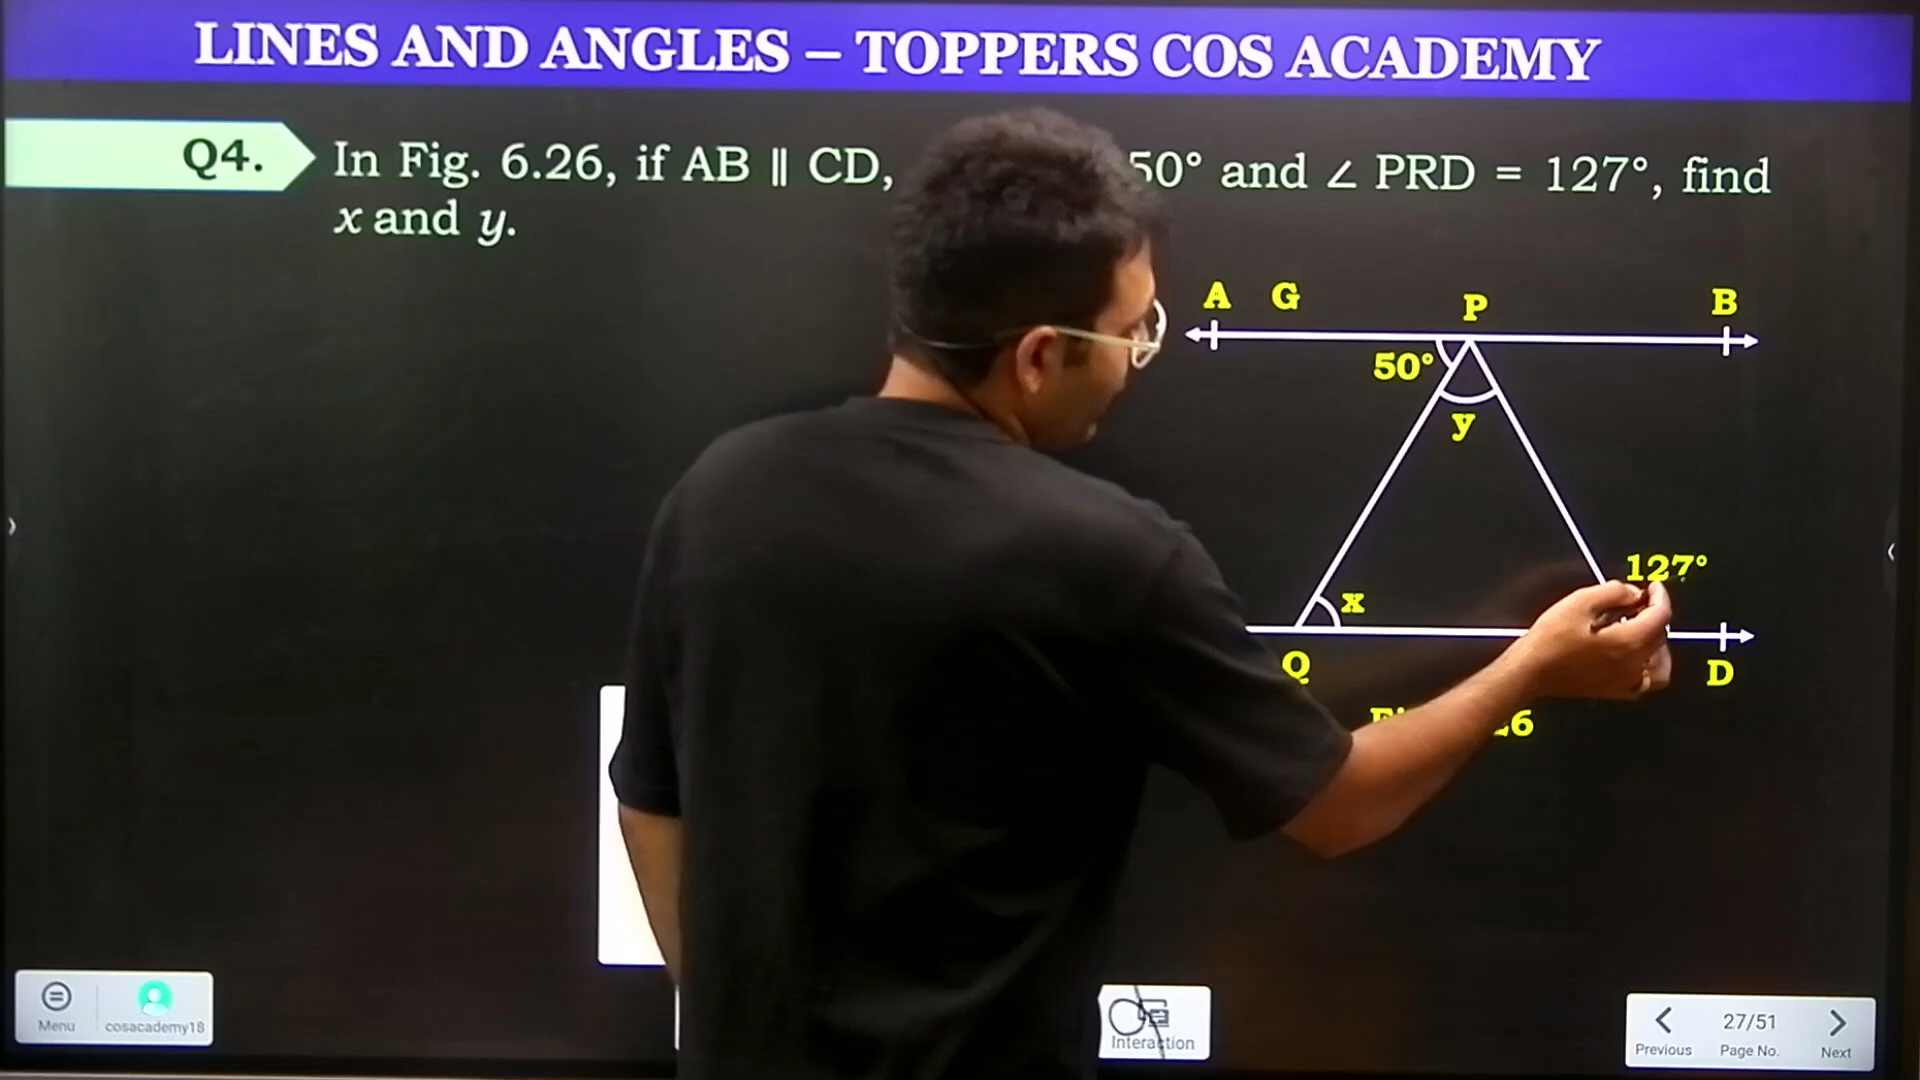 LINES AND ANGLES – TOPPERS COS ACADEMY
Q4. In Fig. 6.26, if AB || CD, 50° and ∠ PRD = 127°, find
x and y.
A G P B
50°
y
127°
x
Q D
Menu cosacademy18
Interaction
27/51
Previous Page No. Next